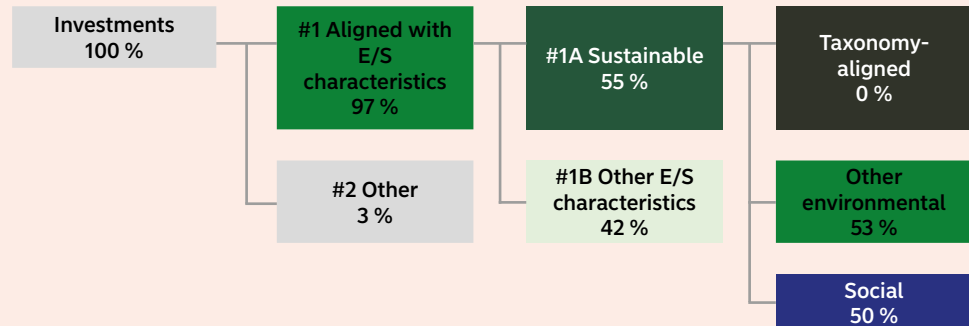 Investments
100 %
#1 Aligned with
E/S
characteristics
97 %
#1A Sustainable
55 %
Taxonomy-
aligned
0 %
#2 Other
3 %
#1B Other E/S
characteristics
42 %
Other
environmental
53 %
Social
50 %